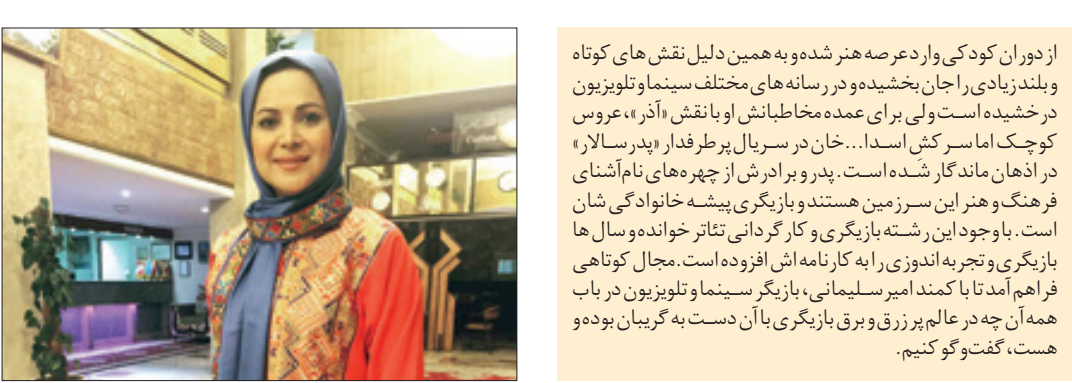 از دوران کودکی وارد عرصه هنر شده و به همین دلیل نقش های کوتاه
و بلند زیادی را جان بخشیده و در رسانه های مختلف سینما و تلویزیون
درخشیده است ولی برای عمده مخاطبانش او با نقش «آذر»، عروس
کوچک اما سرکش اسدا...خان در سریال پرطرفدار «پدرسالار»
در اذهان ماندگار شَده است. پدر و برادرش از چهره‌های نام‌آشنای
فرهنگ و هنر این سرزمین هستند و بازیگری پیشه خانوادگی شان
است. با وجود این رشته بازیگری و کارگردانی تئاتر خوانده و سال ها
بازیگری و تجربه اندوزی را به کارنامه اش افزوده است. مجال کوتاهی
فراهم آمد تا با کمند امیرسلیمانی، بازیگر سینما و تلویزیون در باب
همه آن چه در عالم پر زرق و برق بازیگری با آن دست به گریبان بوده و
هست، گفت‌وگو کنیم.